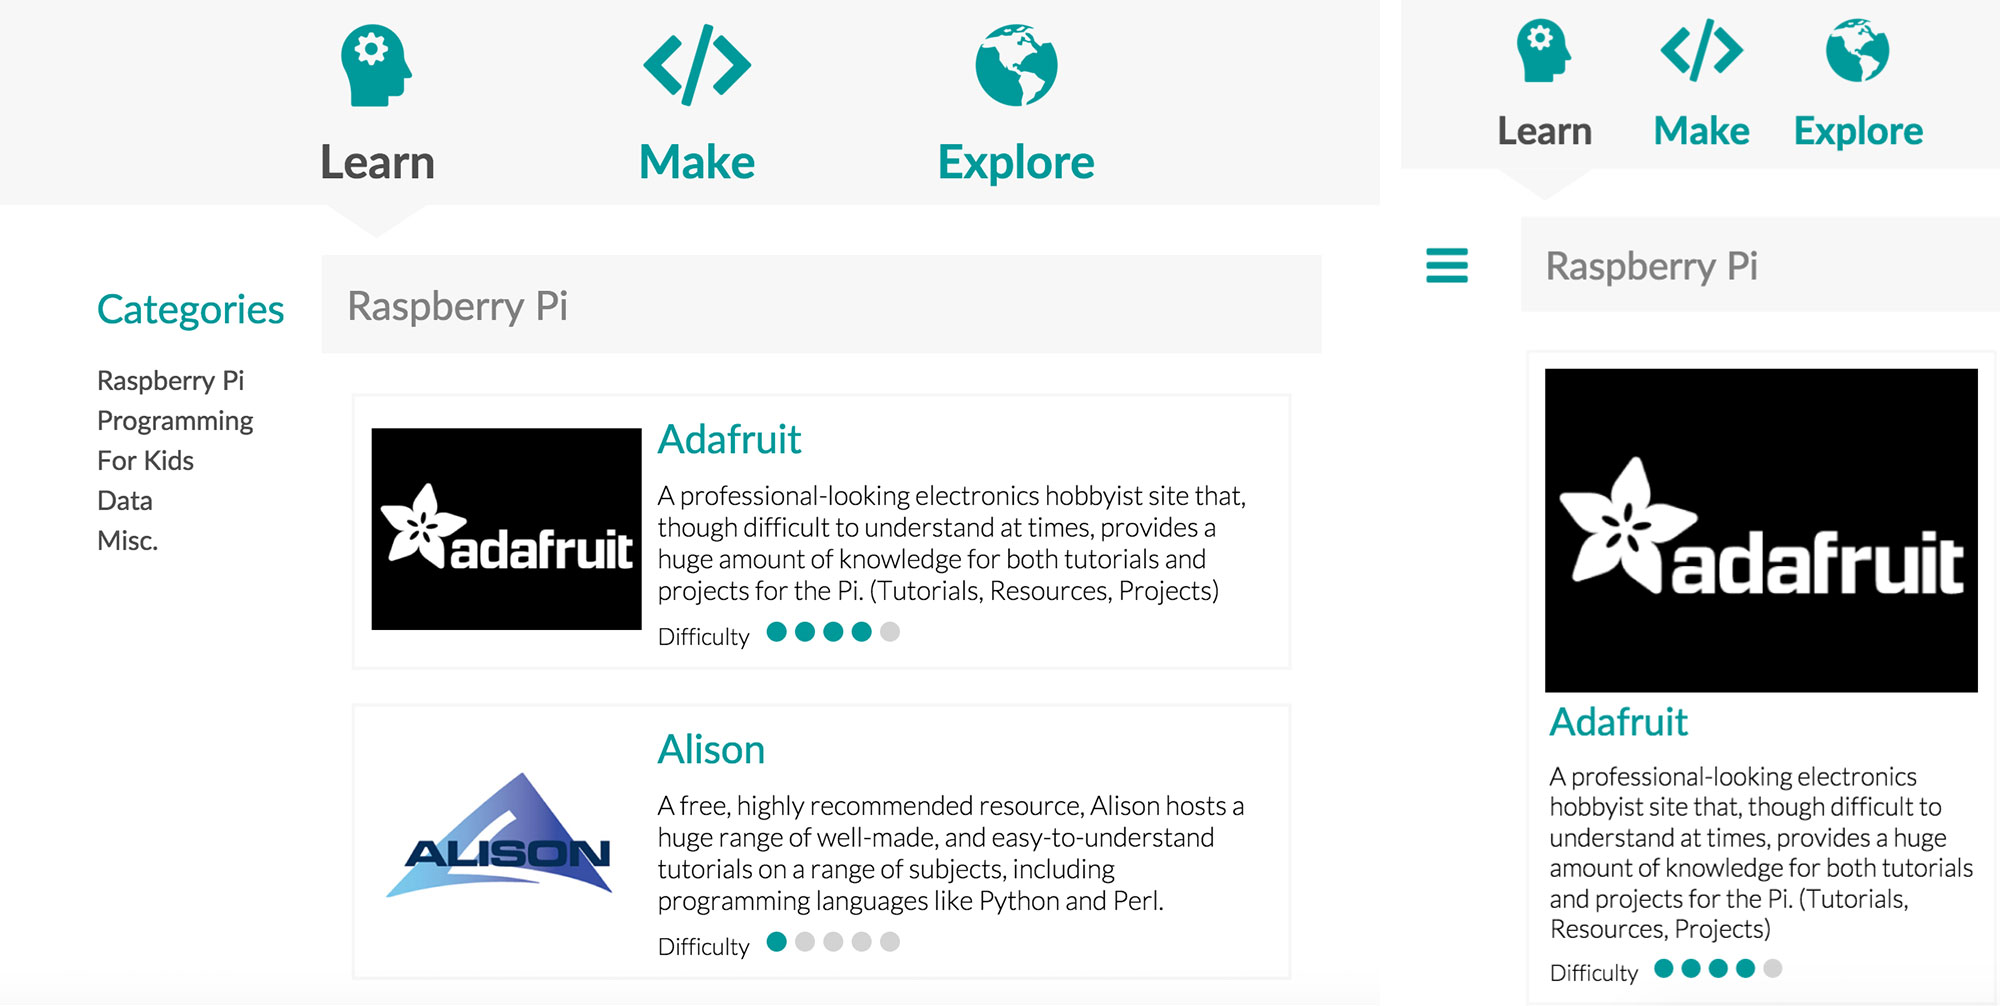 Learn
Make
Explore
Categories
Raspberry Pi
Programming
For Kids
Data
Misc.
Raspberry Pi
adafruit
Adafruit
A professional-looking electronics hobbyist site that,
though difficult to understand at times, provides a
huge amount of knowledge for both tutorials and
projects for the Pi. (Tutorials, Resources, Projects)
Difficulty
ALISON
Alison
A free, highly recommended resource, Alison hosts a
huge range of well-made, and easy-to-understand
tutorials on a range of subjects, including
programming languages like Python and Perl.
Difficulty
Learn
Make
Explore
Raspberry Pi
adafruit
Adafruit
A professional-looking electronics
hobbyist site that, though difficult to
understand at times, provides a huge
amount of knowledge for both tutorials
and projects for the Pi. (Tutorials,
Resources, Projects)
Difficulty